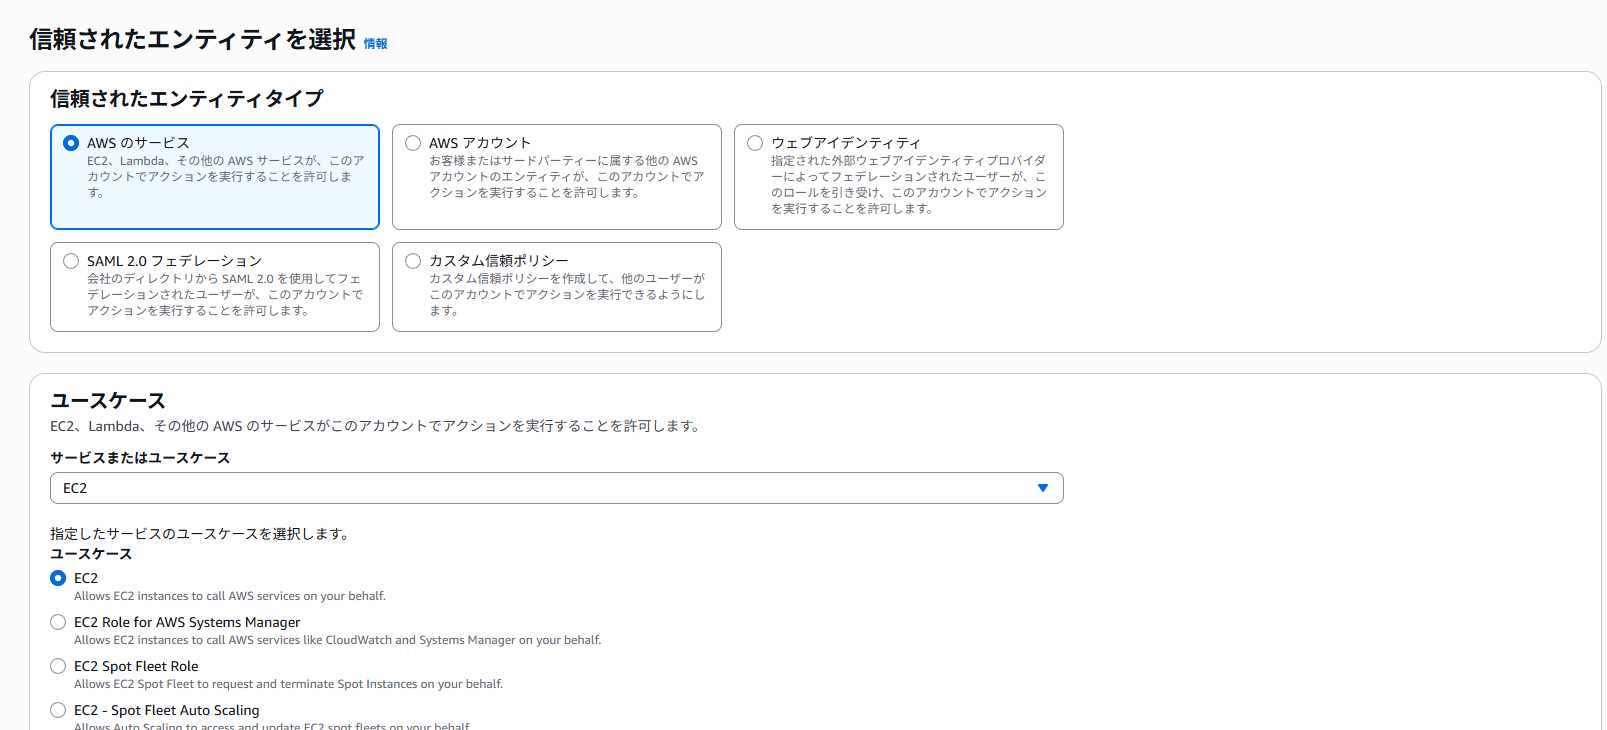 信頼されたエンティティを選択 情報
信頼されたエンティティタイプ
AWS のサービス
EC2、Lambda、その他の AWS サービスが、このア
カウントでアクションを実行することを許可しま
す。
AWS アカウント
お客様またはサードパーティーに属する他の AWS
アカウントのエンティティが、このアカウントでア
クションを実行することを許可します。
ウェブアイデンティティ
指定された外部ウェブアイデンティティプロバイダ
ーによってフェデレーションされたユーザーが、こ
のロールを引き受け、このアカウントでアクション
を実行することを許可します。
SAML 2.0 フェデレーション
会社のディレクトリから SAML 2.0 を使用してフェ
デレーションされたユーザーが、このアカウントで
アクションを実行することを許可します。
カスタム信頼ポリシー
カスタム信頼ポリシーを作成して、他のユーザーが
このアカウントでアクションを実行できるようにし
ます。
ユースケース
EC2、Lambda、その他の AWS のサービスがこのアカウントでアクションを実行することを許可します。
サービスまたはユースケース
EC2
指定したサービスのユースケースを選択します。
ユースケース
EC2
Allows EC2 instances to call AWS services on your behalf.
EC2 Role for AWS Systems Manager
Allows EC2 instances to call AWS services like CloudWatch and Systems Manager on your behalf.
EC2 Spot Fleet Role
Allows EC2 Spot Fleet to request and terminate Spot Instances on your behalf.
EC2 - Spot Fleet Auto Scaling
Allows Auto Scaling to access and update EC2 spot fleets on your behalf.